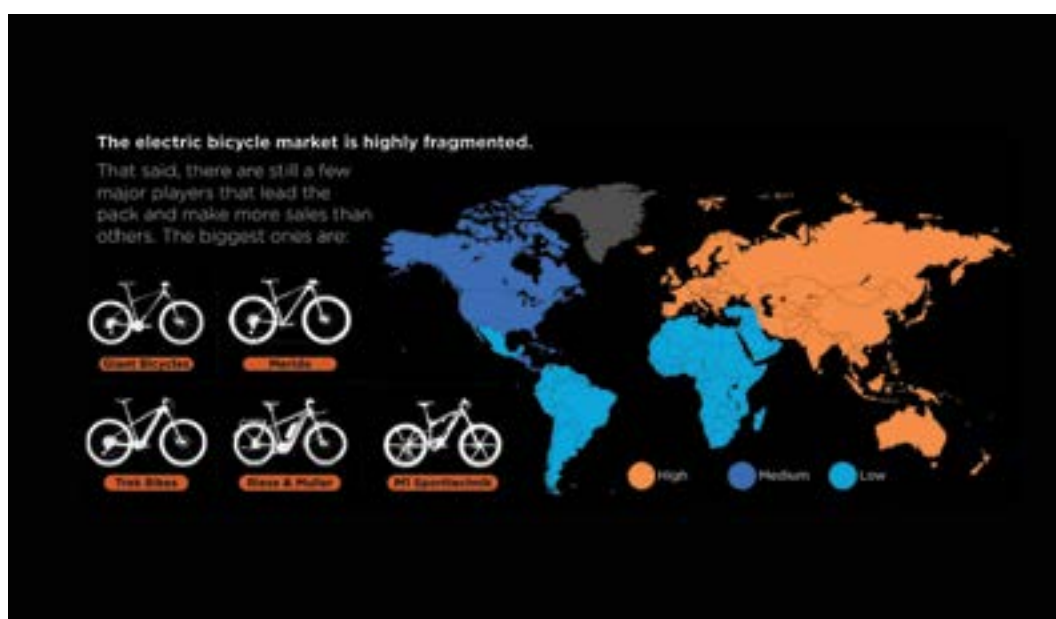 The electric bicycle market is highly fragmented.
That said, there are still a few
major players that lead the
pack and make more sales than
others. The biggest ones are:
Giant Bicycles
Merida
Trek Bikes
Riese & Muller
M1 Sporttechnik
High
Medium
Low